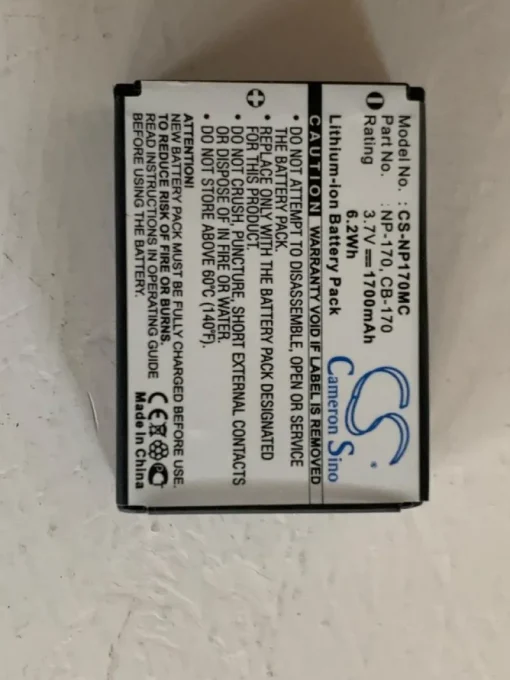 Model No. : CS-NP170MC
Part No. : NP-170, CB-170
Rating : 3.7V 1700mAh
6.2Wh
Lithium-ion Battery Pack
CS
Cameron Sino
CAUTION WARRANTY VOID IF LABEL IS REMOVED
• DO NOT ATTEMPT TO DISASSEMBLE, OPEN OR SERVICE
THE BATTERY PACK.
• REPLACE ONLY WITH THE BATTERY PACK DESIGNATED
FOR THIS PRODUCT.
• DO NOT CRUSH, PUNCTURE, SHORT EXTERNAL CONTACTS
OR DISPOSE OF IN FIRE OR WATER.
• DO NOT STORE ABOVE 60°C (140°F).
ATTENTION!
NEW BATTERY PACK MUST BE FULLY CHARGED BEFORE USE.
MAY CAUSE RISK OF FIRE OR BURNS.
READ INSTRUCTIONS IN OPERATING GUIDE
BEFORE USING THE BATTERY.
CE
Made In China